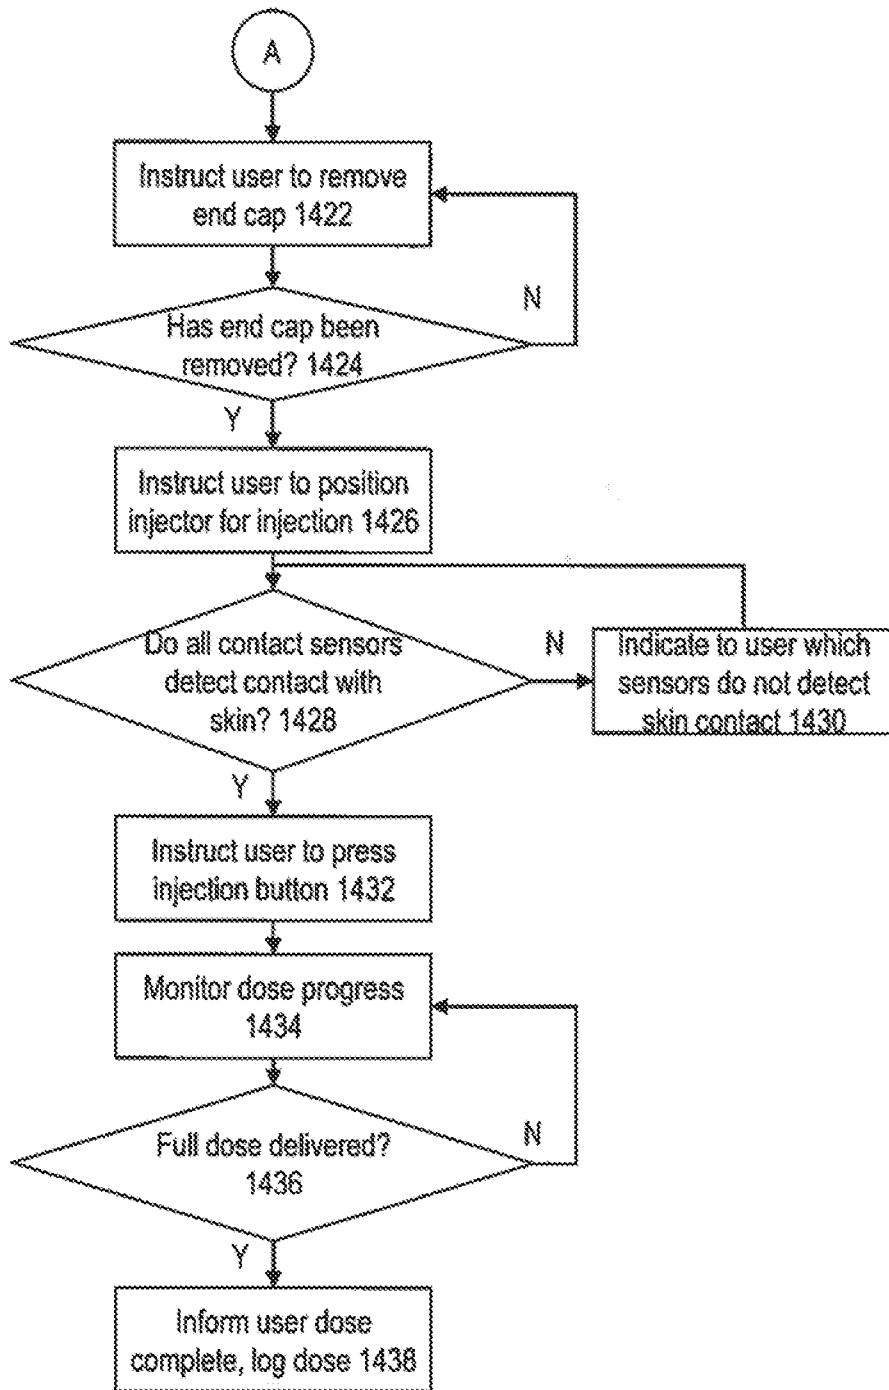 A
Instruct user to remove
end cap 1422
N
Has end cap been
removed? 1424
Y
Instruct user to position
injector for injection 1426
Do all contact sensors
detect contact with
skin? 1428
N
Indicate to user which
sensors do not detect
skin contact 1430
Y
Instruct user to press
injection button 1432
Monitor dose progress
1434
Full dose delivered?
1436
N
Y
Inform user dose
complete, log dose 1438